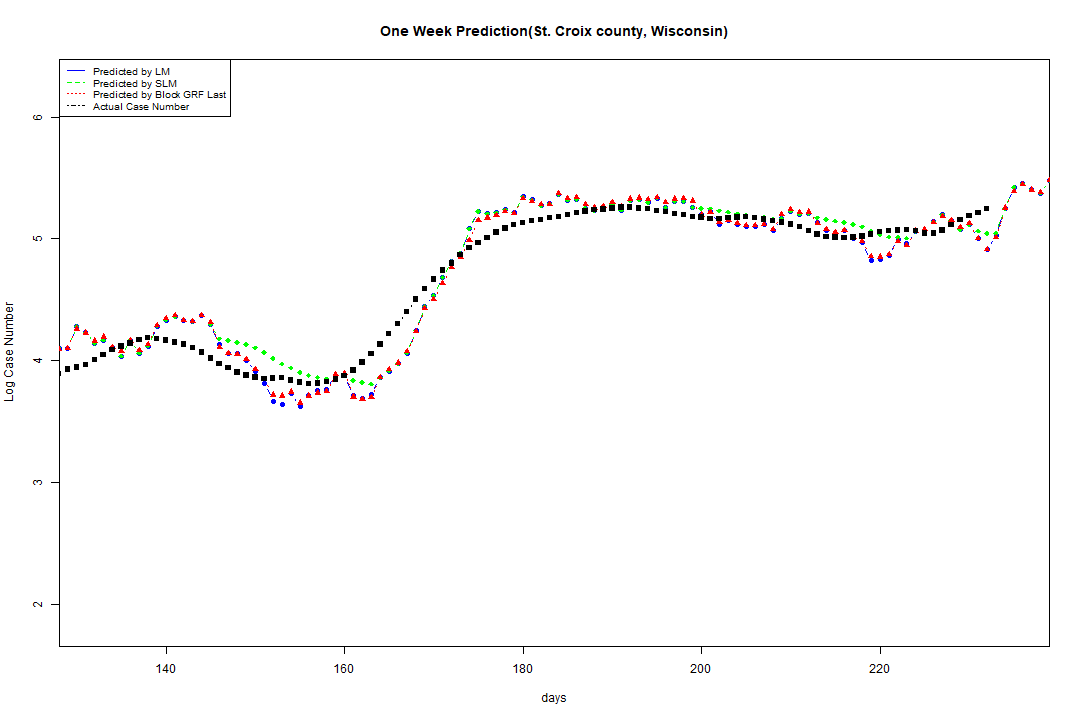 One Week Prediction(St. Croix county, Wisconsin)
Predicted by LM
Predicted by SLM
Predicted by Block GRF Last
Actual Case Number
Log Case Number
6
5
4
3
2
140 160 180 200 220
days